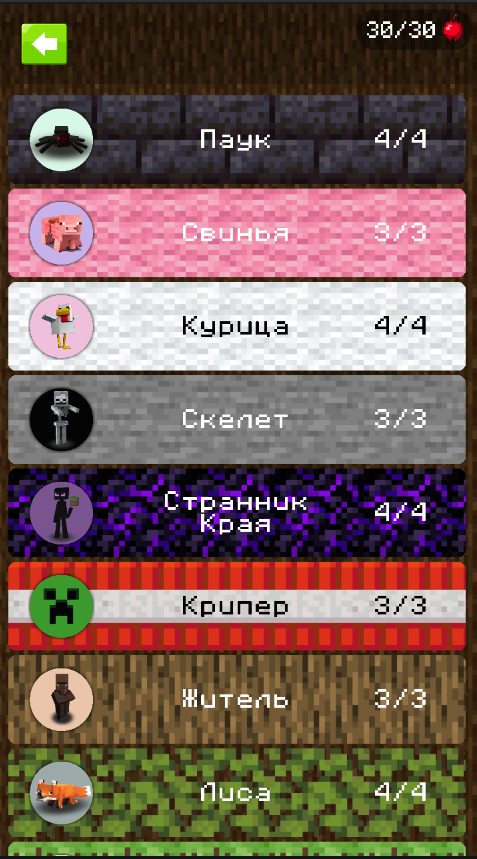 30/30
Паук 4/4
Свинья 3/3
Курица 4/4
Скелет 3/3
Странник
Края 4/4
Крипер 3/3
Житель 3/3
Лиса 4/4